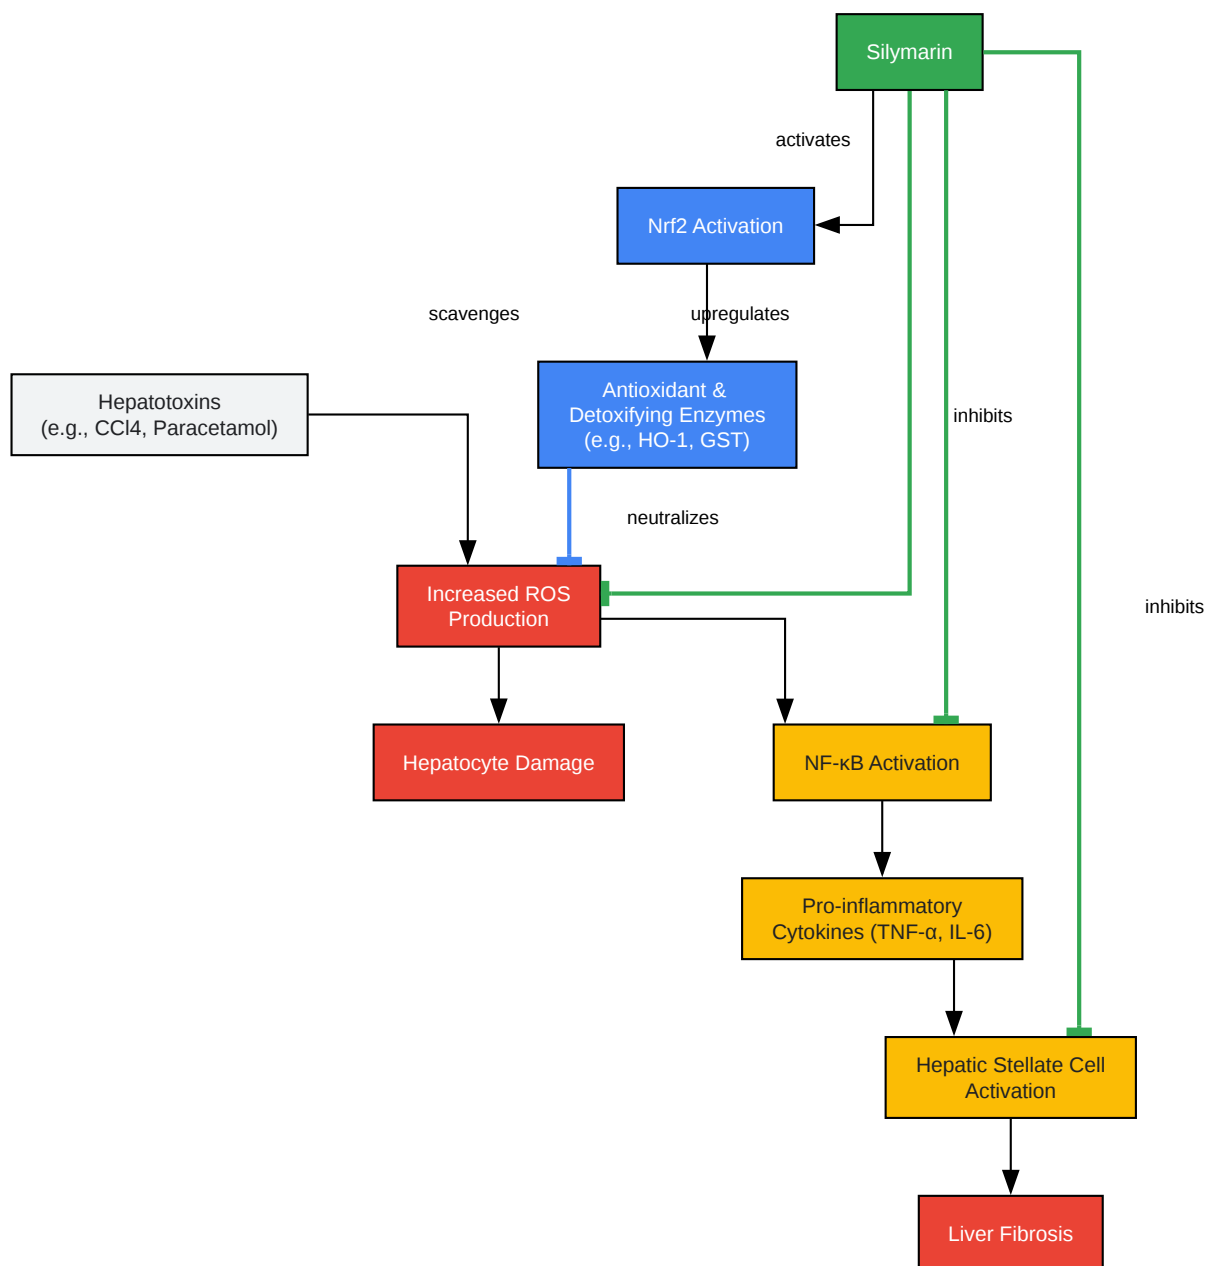 Silymarin
activates
Nrf2 Activation
scavenges
upregulates
Antioxidant &
Detoxifying Enzymes
(e.g., HO-1, GST)
Hepatotoxins
(e.g., CCl4, Paracetamol)
inhibits
neutralizes
Increased ROS
Production
inhibits
Hepatocyte Damage
NF-κB Activation
Pro-inflammatory
Cytokines (TNF-α, IL-6)
Hepatic Stellate Cell
Activation
Liver Fibrosis